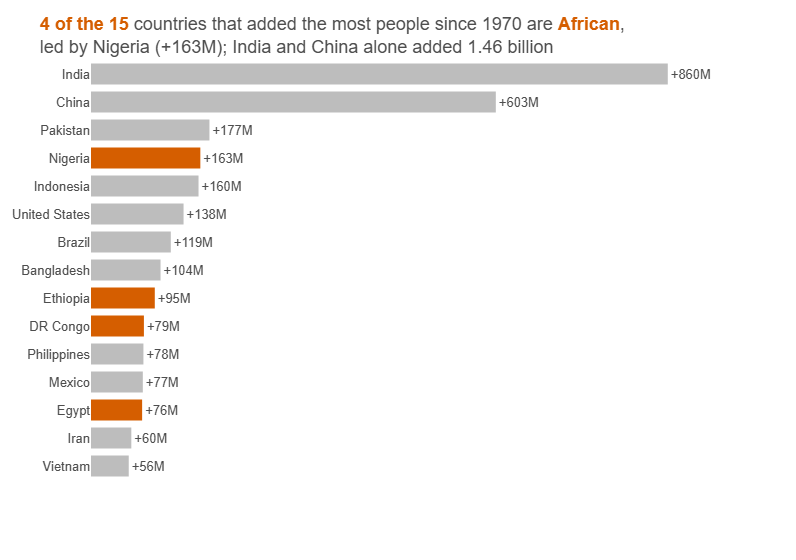 4 of the 15 countries that added the most people since 1970 are African,
led by Nigeria (+163M); India and China alone added 1.46 billion
India +860M
China +603M
Pakistan +177M
Nigeria +163M
Indonesia +160M
United States +138M
Brazil +119M
Bangladesh +104M
Ethiopia +95M
DR Congo +79M
Philippines +78M
Mexico +77M
Egypt +76M
Iran +60M
Vietnam +56M